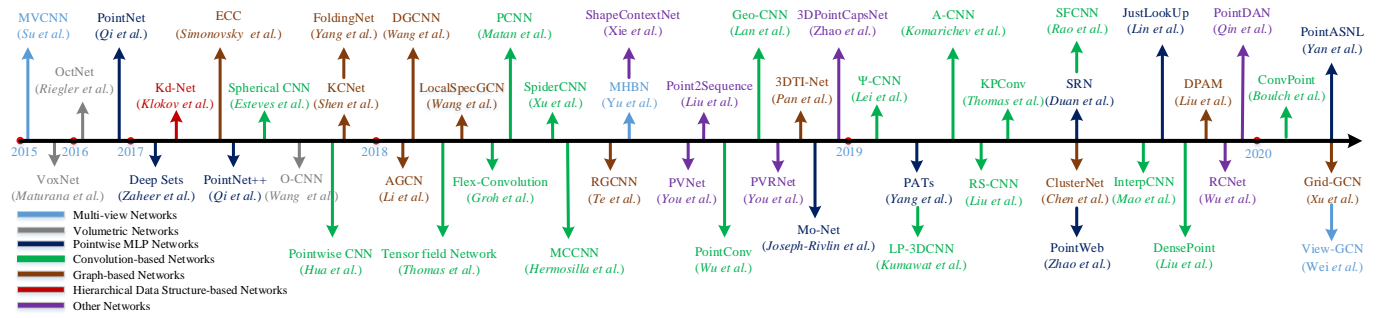 MVCNN
(Su et al.)
PointNet
(Qi et al.)
ECC
(Simonovsky et al.)
FoldingNet
(Yang et al.)
DGCNN
(Wang et al.)
PCNN
(Matan et al.)
ShapeContextNet
(Xie et al.)
Geo-CNN
(Lan et al.)
3DPointCapsNet
(Zhao et al.)
A-CNN
(Komarichev et al.)
SFCNN
(Rao et al.)
JustLookUp
(Lin et al.)
PointDAN
(Qin et al.)
PointASNL
(Yan et al.)
OctNet
(Riegler et al.)
Kd-Net
(Klokov et al.)
Spherical CNN
(Esteves et al.)
KCNet
(Shen et al.)
LocalSpecGCN
(Wang et al.)
SpiderCNN
(Xu et al.)
MHBN
(Yu et al.)
Point2Sequence
(Liu et al.)
3DTI-Net
(Pan et al.)
Ψ-CNN
(Lei et al.)
KPConv
(Thomas et al.)
SRN
(Duan et al.)
DPAM
(Liu et al.)
ConvPoint
(Boulch et al.)
2015
2016
2017
2018
2019
2020
VoxNet
(Maturana et al.)
Deep Sets
(Zaheer et al.)
PointNet++
(Qi et al.)
O-CNN
(Wang et al.)
AGCN
(Li et al.)
Flex-Convolution
(Groh et al.)
RGCNN
(Te et al.)
PVNet
(You et al.)
PVRNet
(You et al.)
PATs
(Yang et al.)
RS-CNN
(Liu et al.)
ClusterNet
(Chen et al.)
InterpCNN
(Mao et al.)
RCNet
(Wu et al.)
Grid-GCN
(Xu et al.)
Pointwise CNN
(Hua et al.)
Tensor field Network
(Thomas et al.)
MCCNN
(Hermosilla et al.)
PointConv
(Wu et al.)
Mo-Net
(Joseph-Rivlin et al.)
LP-3DCNN
(Kumawat et al.)
PointWeb
(Zhao et al.)
DensePoint
(Liu et al.)
View-GCN
(Wei et al.)
Multi-view Networks
Volumetric Networks
Pointwise MLP Networks
Convolution-based Networks
Graph-based Networks
Hierarchical Data Structure-based Networks
Other Networks